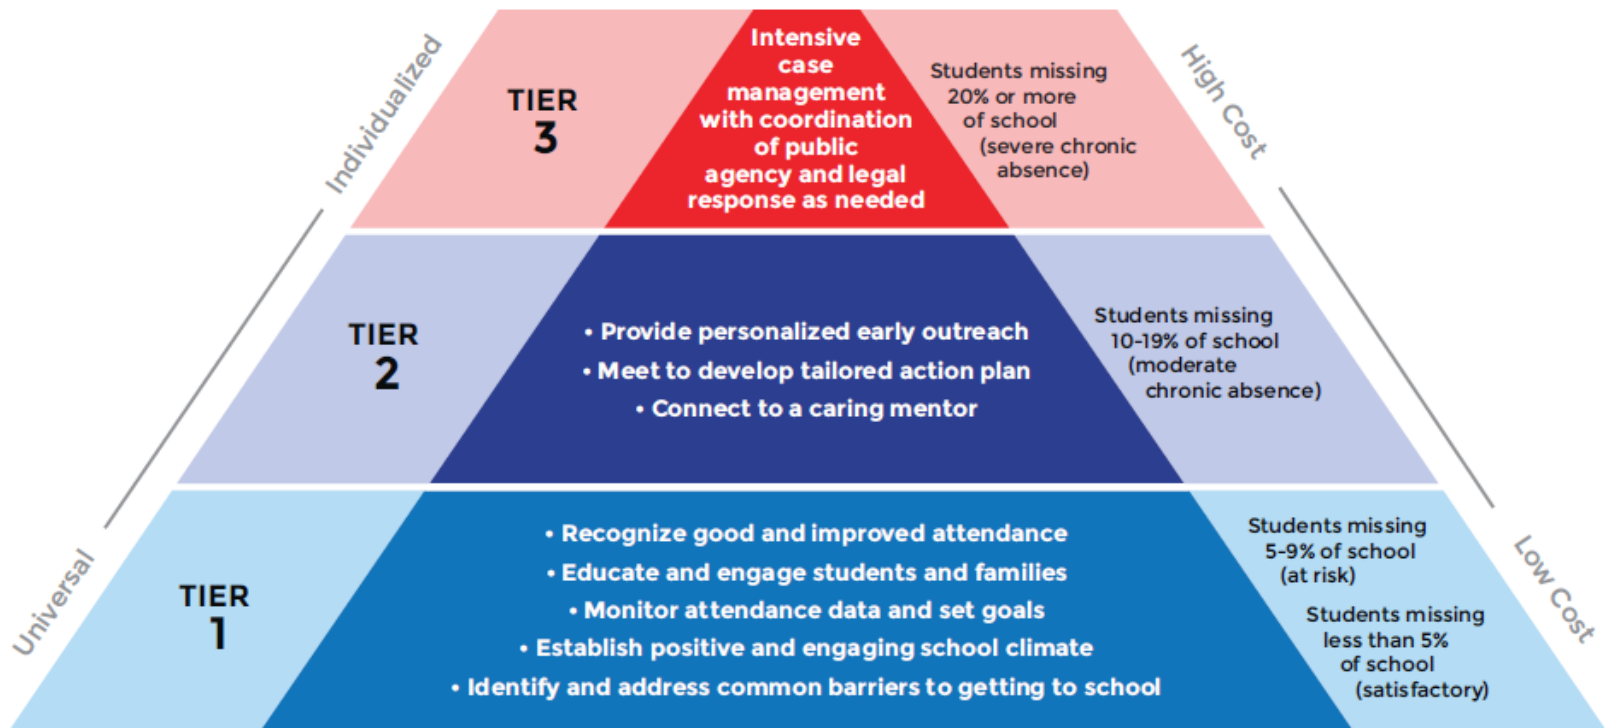 Individualized
TIER
3
Intensive
case
management
with coordination
of public
agency and legal
response as needed
Students missing
20% or more
of school
(severe chronic
absence)
High Cost
TIER
2
• Provide personalized early outreach
• Meet to develop tailored action plan
• Connect to a caring mentor
Students missing
10-19% of school
(moderate
chronic absence)
Universal
TIER
1
• Recognize good and improved attendance
• Educate and engage students and families
• Monitor attendance data and set goals
• Establish positive and engaging school climate
• Identify and address common barriers to getting to school
Students missing
5-9% of school
(at risk)
Students missing
less than 5%
of school
(satisfactory)
Low Cost